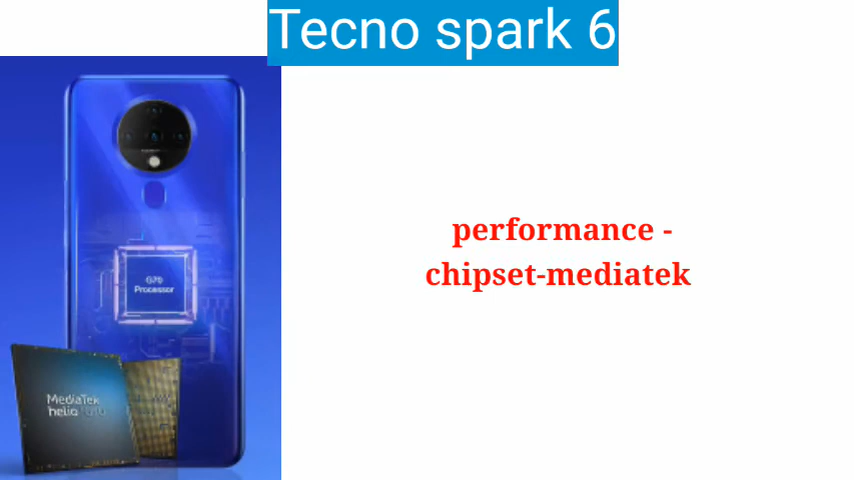 Tecno spark 6
performance -
chipset-mediatek
G70
Processor
MediaTek
helio